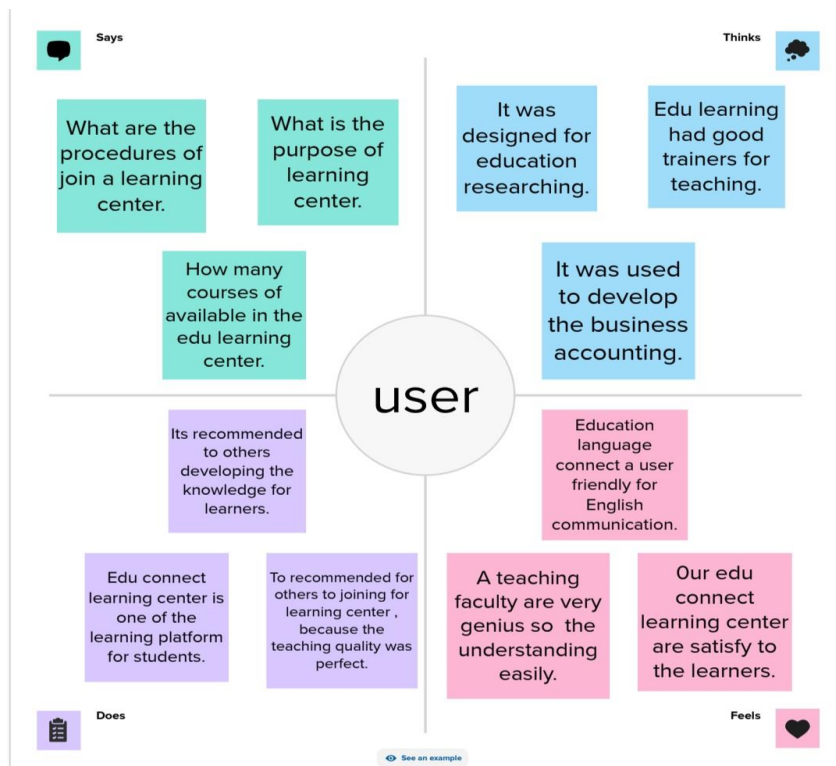 Says
What are the
procedures of
join a learning
center.
What is the
purpose of
learning
center.
How many
courses of
available in the
edu learning
center.
Thinks
It was
designed for
education
researching.
Edu learning
had good
trainers for
teaching.
It was used
to develop
the business
accounting.
user
Its recommended
to others
developing the
knowledge for
learners.
Edu connect
learning center is
one of the
learning platform
for students.
To recommended for
others to joining for
learning center ,
because the
teaching quality was
perfect.
Does
Education
language
connect a user
friendly for
English
communication.
A teaching
faculty are very
genius so the
understanding
easily.
Our edu
connect
learning center
are satisfy to
the learners.
Feels
See an example